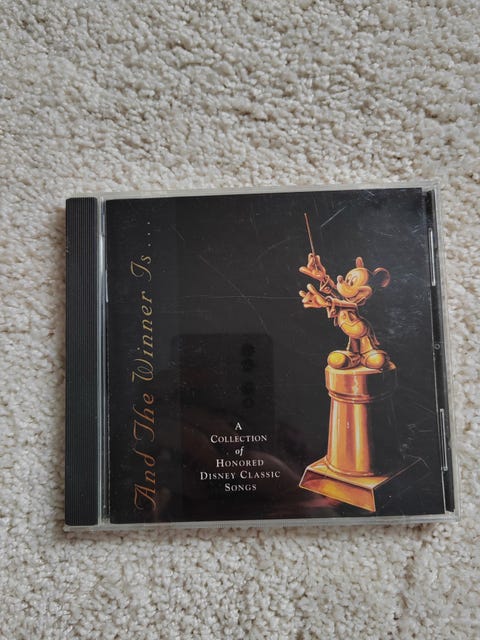 And The Winner Is...
A
COLLECTION
of
HONORED
DISNEY CLASSIC
SONGS